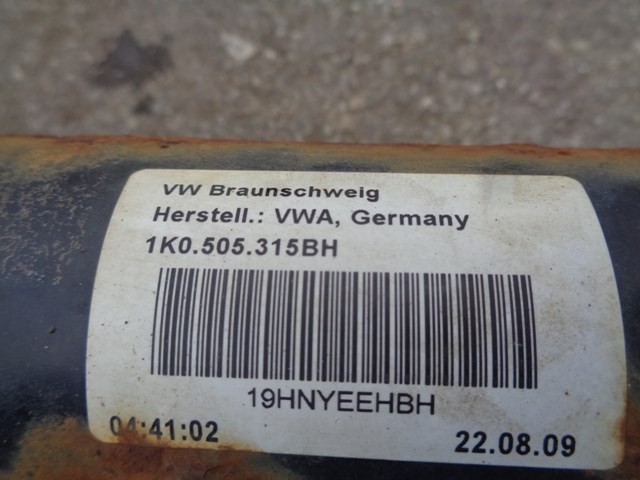 VW Braunschweig
Herstell.: VWA, Germany
1K0.505.315BH
19HNYEEHBH
04:41:02
22.08.09